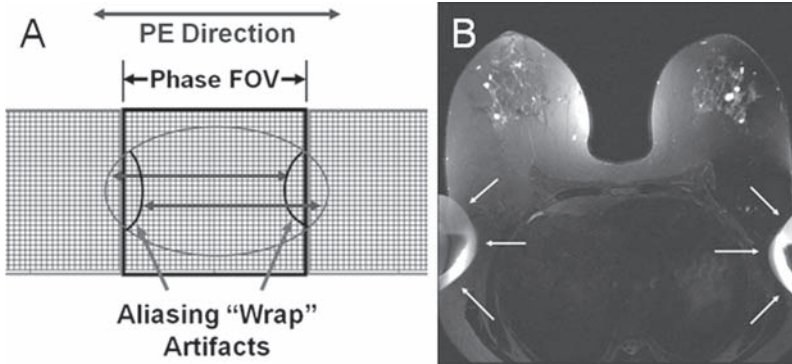 A
PE Direction
Phase FOV
Aliasing “Wrap”
Artifacts
B